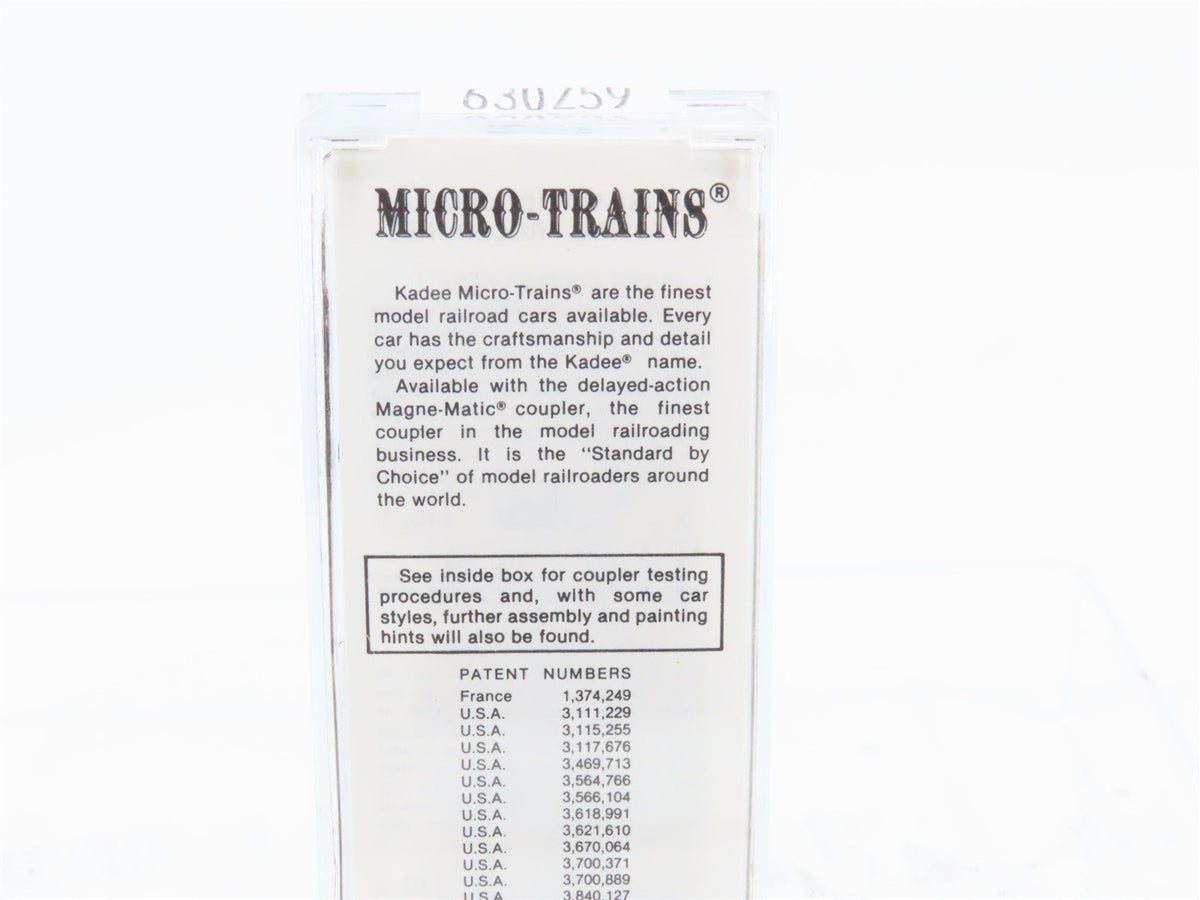 MICRO-TRAINS®
Kadee Micro-Trains® are the finest
model railroad cars available. Every
car has the craftsmanship and detail
you expect from the Kadee® name.
Available with the delayed-action
Magne-Matic® coupler, the finest
coupler in the model railroading
business. It is the “Standard by
Choice” of model railroaders around
the world.
See inside box for coupler testing
procedures and, with some car
styles, further assembly and painting
hints will also be found.
PATENT NUMBERS
France 1,374,249
U.S.A. 3,111,229
U.S.A. 3,115,255
U.S.A. 3,117,676
U.S.A. 3,469,713
U.S.A. 3,564,766
U.S.A. 3,566,104
U.S.A. 3,618,991
U.S.A. 3,621,610
U.S.A. 3,670,064
U.S.A. 3,700,371
U.S.A. 3,700,889
U.S.A. 3,840,127